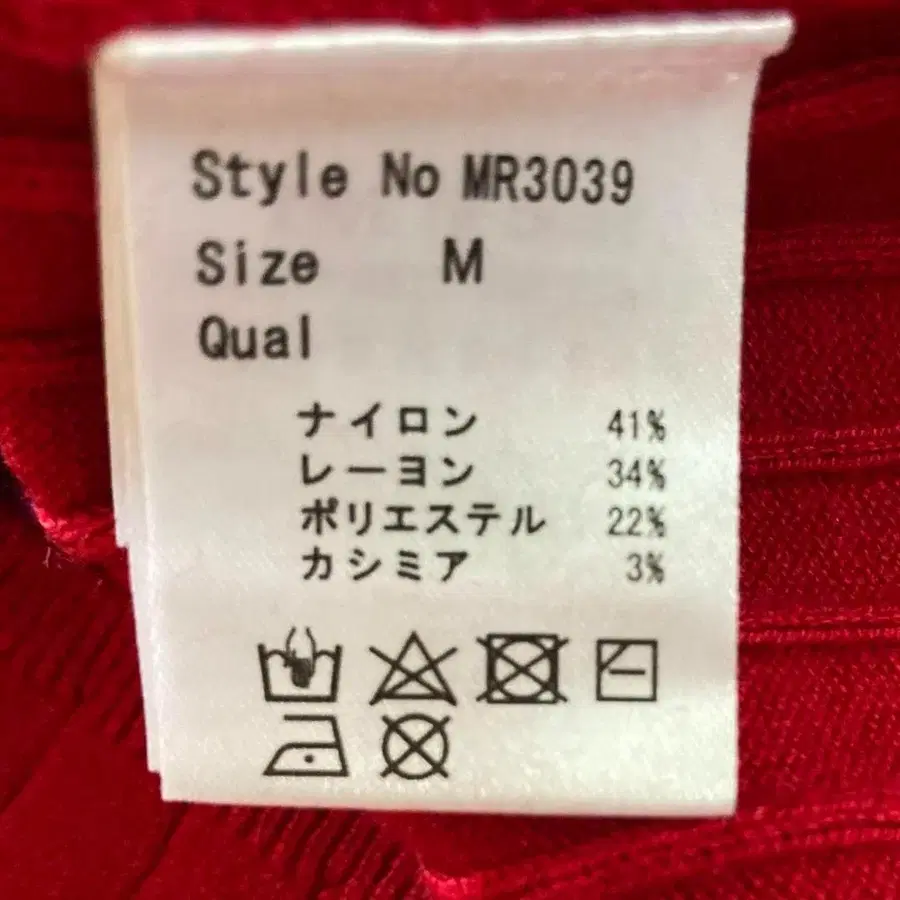 Style No MR3039
Size M
Qual
ナイロン 41%
レーヨン 34%
ポリエステル 22%
カシミア 3%